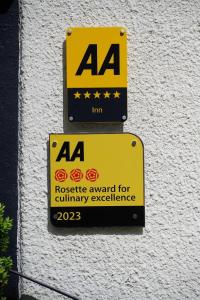 AA
Inn
AA
Rosette award for
culinary excellence
2023